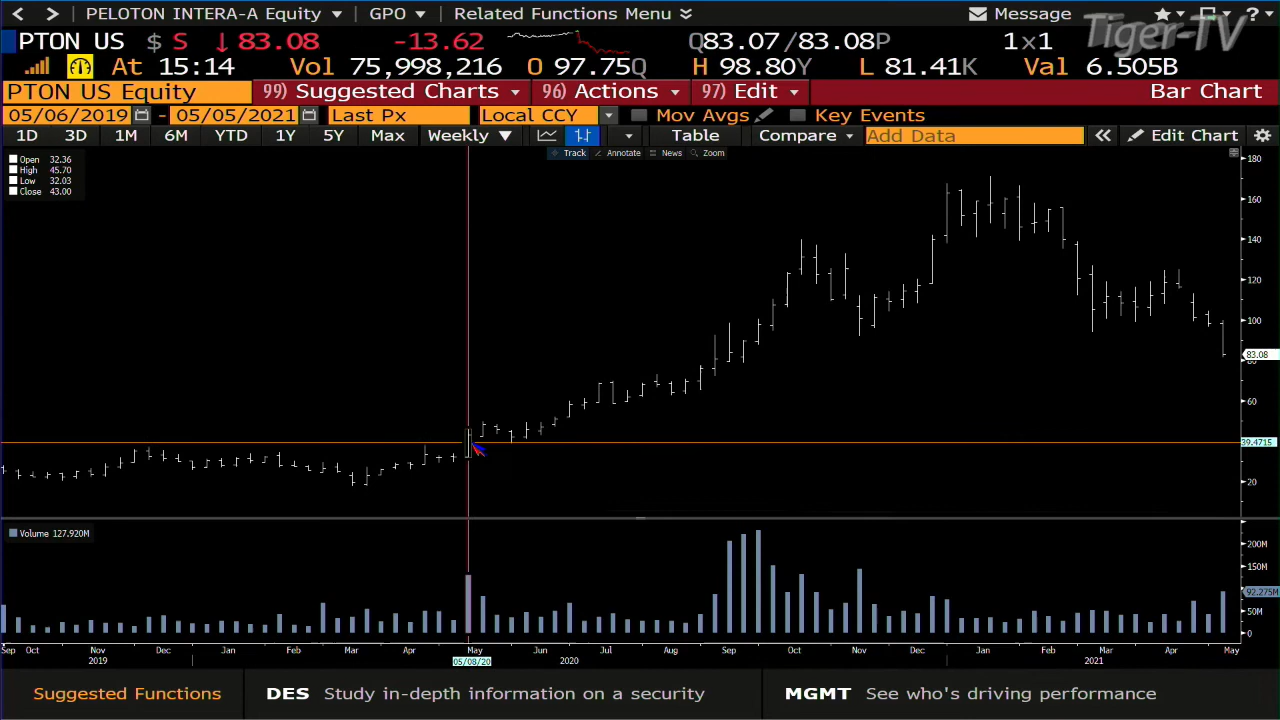 < > PELOTON INTERA-A Equity GPO Related Functions Menu Message ?
PTON US $ S ↓ 83.08 -13.62 Q83.07/83.08P 1x1 Tiger-TV
At 15:14 Vol 75,998,216 O 97.75Q H 98.80Y L 81.41K Val 6.505B
PTON US Equity 99) Suggested Charts 96) Actions 97) Edit Bar Chart
05/06/2019 - 05/05/2021 Last Px Local CCY Mov Avgs Key Events
1D 3D 1M 6M YTD 1Y 5Y Max Weekly Table Compare Add Data « Edit Chart
Track Annotate News Zoom
Open 32.36
High 45.70
Low 32.03
Close 43.00
180
160
140
120
100
83.08
80
60
39.4715
20
Volume 127.920M
200M
150M
92.275M
50M
0
Sep Oct Nov Dec Jan Feb Mar Apr May Jun Jul Aug Sep Oct Nov Dec Jan Feb Mar Apr May
2019 05/08/20 2020 2021
Suggested Functions DES Study in-depth information on a security MGMT See who's driving performance